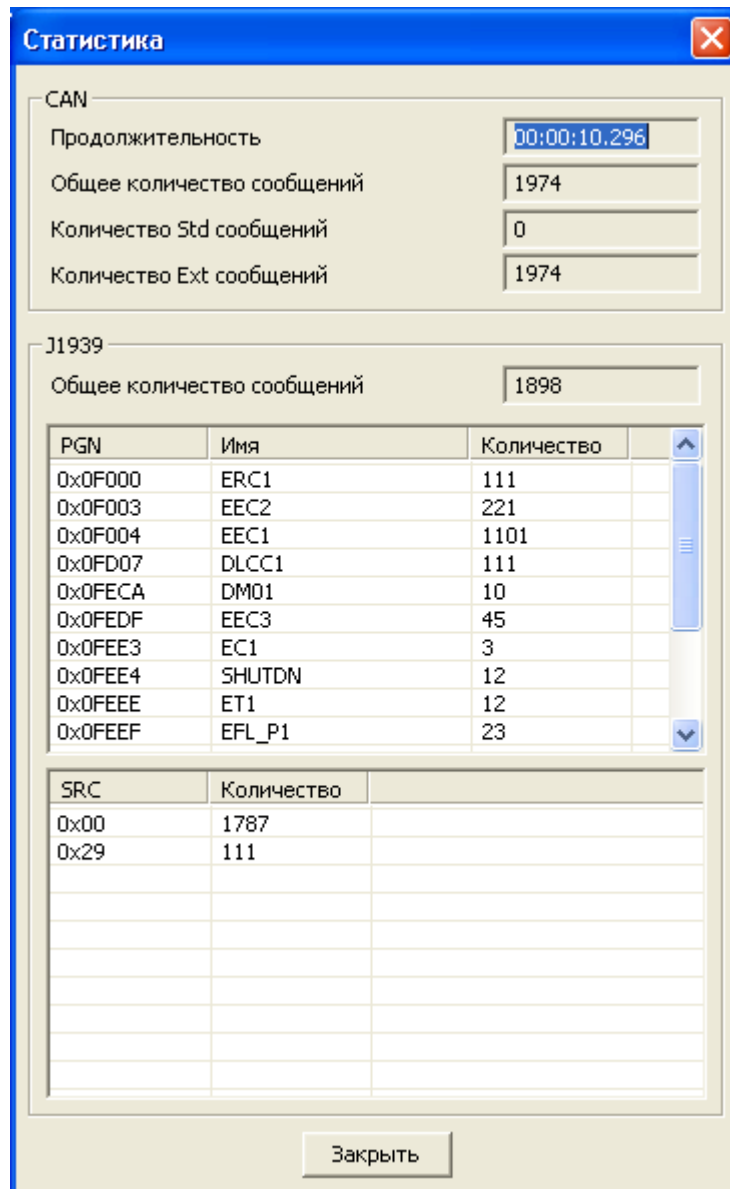 Статистика
CAN
Продолжительность 00:00:10.296
Общее количество сообщений 1974
Количество Std сообщений 0
Количество Ext сообщений 1974
J1939
Общее количество сообщений 1898
PGN Имя Количество
0x0F000 ERC1 111
0x0F003 EEC2 221
0x0F004 EEC1 1101
0x0FD07 DLCC1 111
0x0FECA DM01 10
0x0FEDF EEC3 45
0x0FEE3 EC1 3
0x0FEE4 SHUTDN 12
0x0FEEE ET1 12
0x0FEEF EFL_P1 23
SRC Количество
0x00 1787
0x29 111
Закрыть